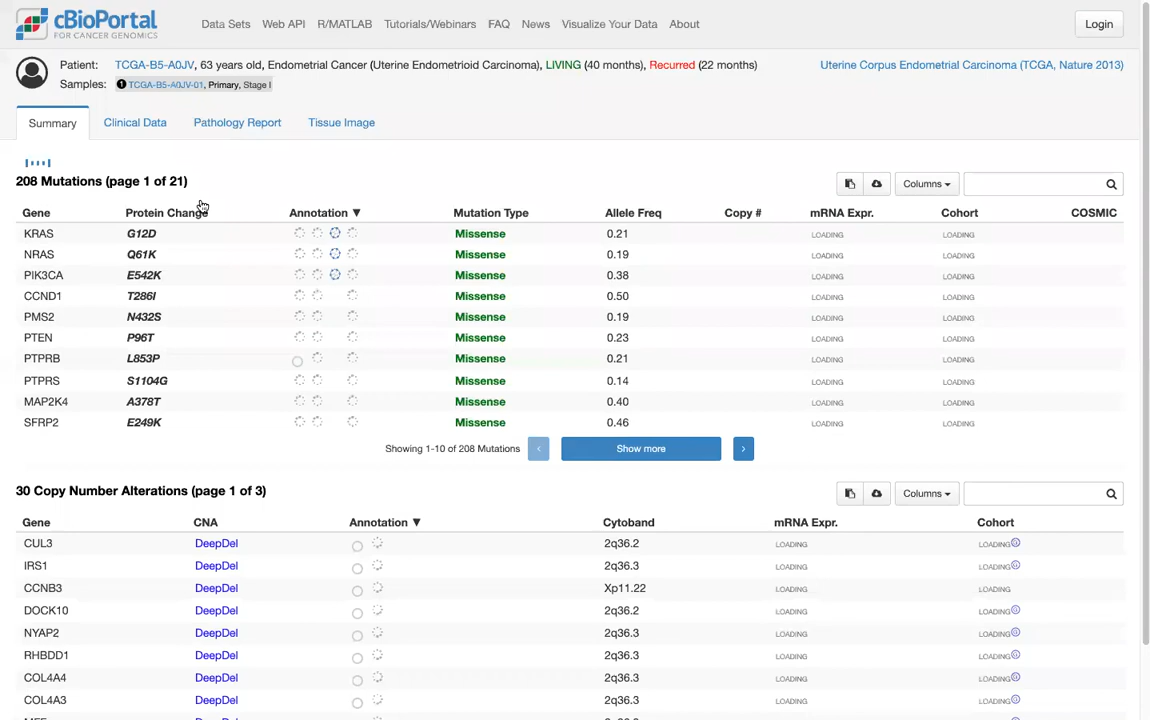 cBioPortal
FOR CANCER GENOMICS
Data Sets Web API R/MATLAB Tutorials/Webinars FAQ News Visualize Your Data About Login
Patient: TCGA-B5-A0JV, 63 years old, Endometrial Cancer (Uterine Endometrioid Carcinoma), LIVING (40 months), Recurred (22 months) Uterine Corpus Endometrial Carcinoma (TCGA, Nature 2013)
Samples: 1 TCGA-B5-A0JV-01, Primary, Stage I
Summary Clinical Data Pathology Report Tissue Image
208 Mutations (page 1 of 21) Columns
Gene Protein Change Annotation ▼ Mutation Type Allele Freq Copy # mRNA Expr. Cohort COSMIC
KRAS G12D Missense 0.21 LOADING LOADING
NRAS Q61K Missense 0.19 LOADING LOADING
PIK3CA E542K Missense 0.38 LOADING LOADING
CCND1 T286I Missense 0.50 LOADING LOADING
PMS2 N432S Missense 0.19 LOADING LOADING
PTEN P96T Missense 0.23 LOADING LOADING
PTPRB L853P Missense 0.21 LOADING LOADING
PTPRS S1104G Missense 0.14 LOADING LOADING
MAP2K4 A378T Missense 0.40 LOADING LOADING
SFRP2 E249K Missense 0.46 LOADING LOADING
Showing 1-10 of 208 Mutations ‹ Show more ›
30 Copy Number Alterations (page 1 of 3) Columns
Gene CNA Annotation ▼ Cytoband mRNA Expr. Cohort
CUL3 DeepDel 2q36.2 LOADING LOADING
IRS1 DeepDel 2q36.3 LOADING LOADING
CCNB3 DeepDel Xp11.22 LOADING LOADING
DOCK10 DeepDel 2q36.2 LOADING LOADING
NYAP2 DeepDel 2q36.3 LOADING LOADING
RHBDD1 DeepDel 2q36.3 LOADING LOADING
COL4A4 DeepDel 2q36.3 LOADING LOADING
COL4A3 DeepDel 2q36.3 LOADING LOADING